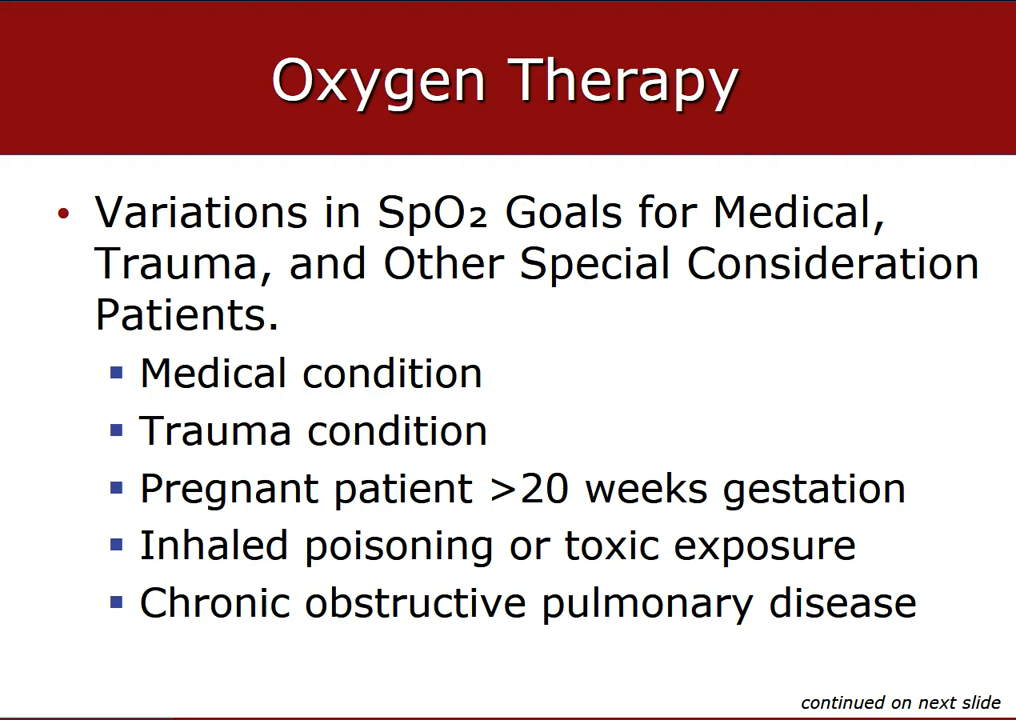 Oxygen Therapy
• Variations in SpO₂ Goals for Medical,
Trauma, and Other Special Consideration
Patients.
▪ Medical condition
▪ Trauma condition
▪ Pregnant patient >20 weeks gestation
▪ Inhaled poisoning or toxic exposure
▪ Chronic obstructive pulmonary disease
continued on next slide